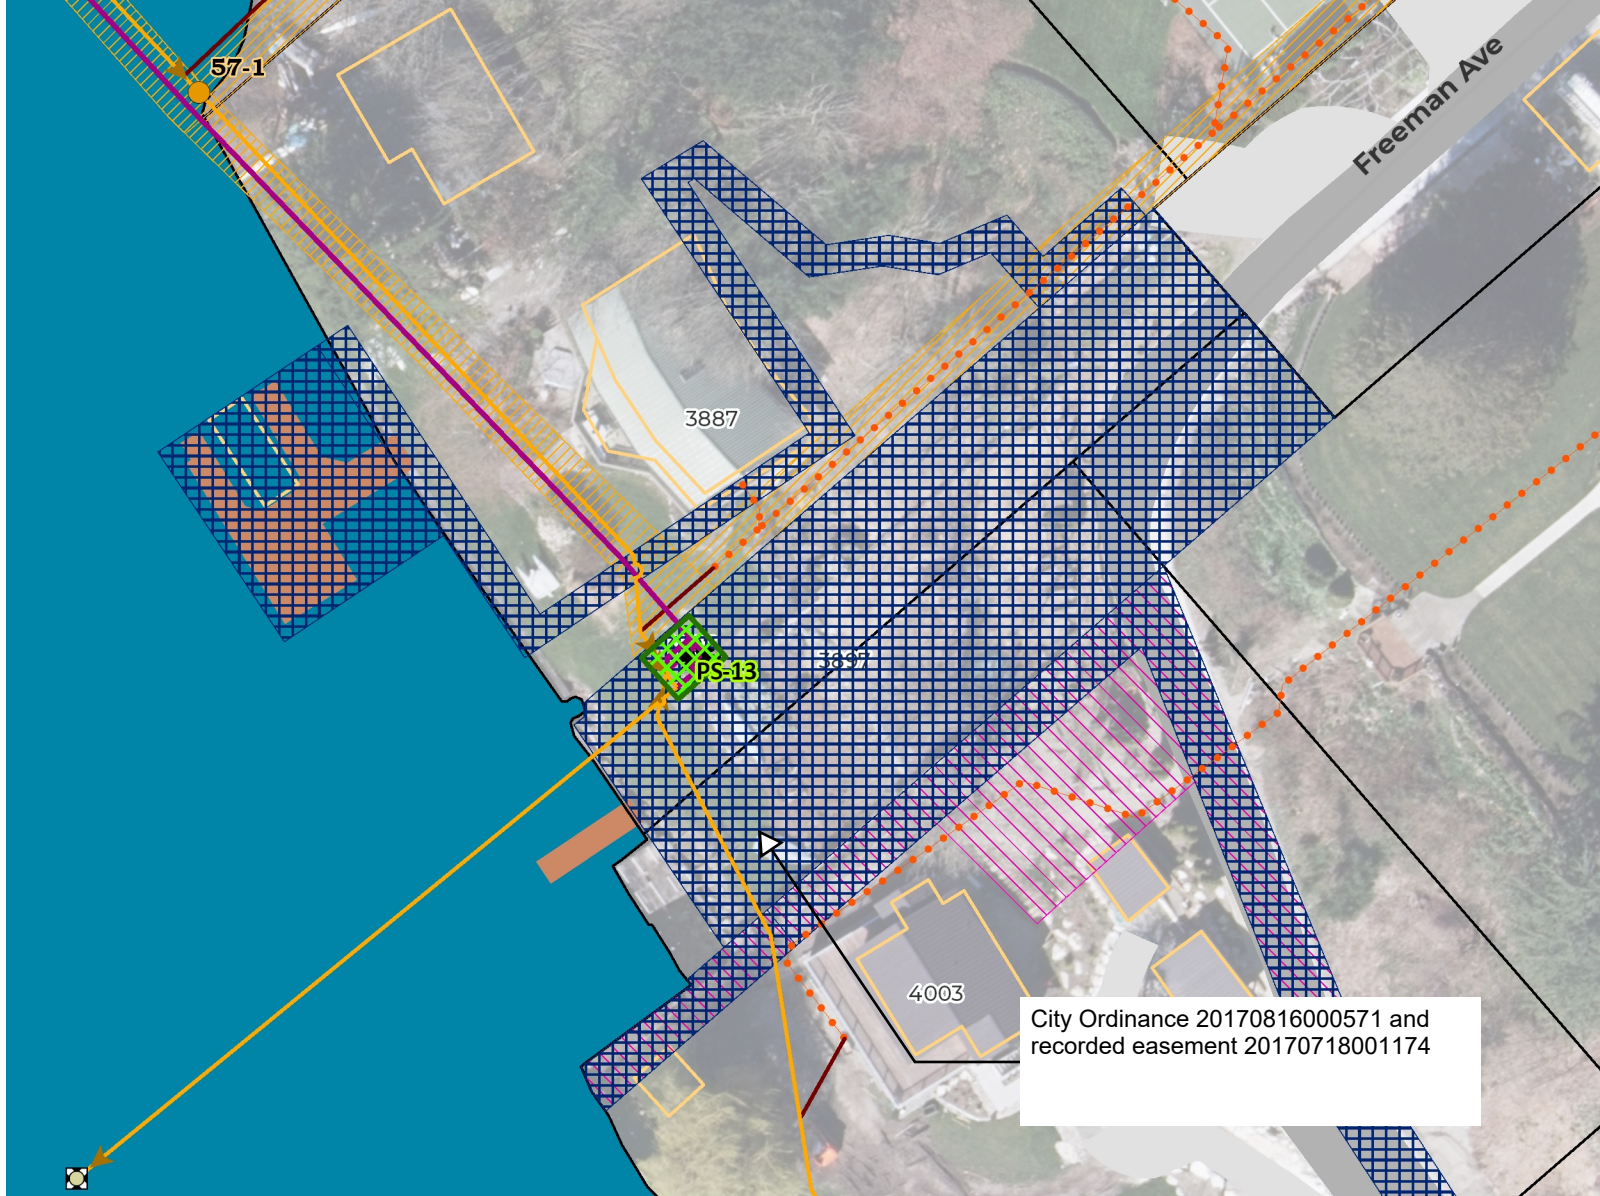 57-1
Freeman Ave
3887
3897
PS-13
4003
City Ordinance 20170816000571 and
recorded easement 20170718001174